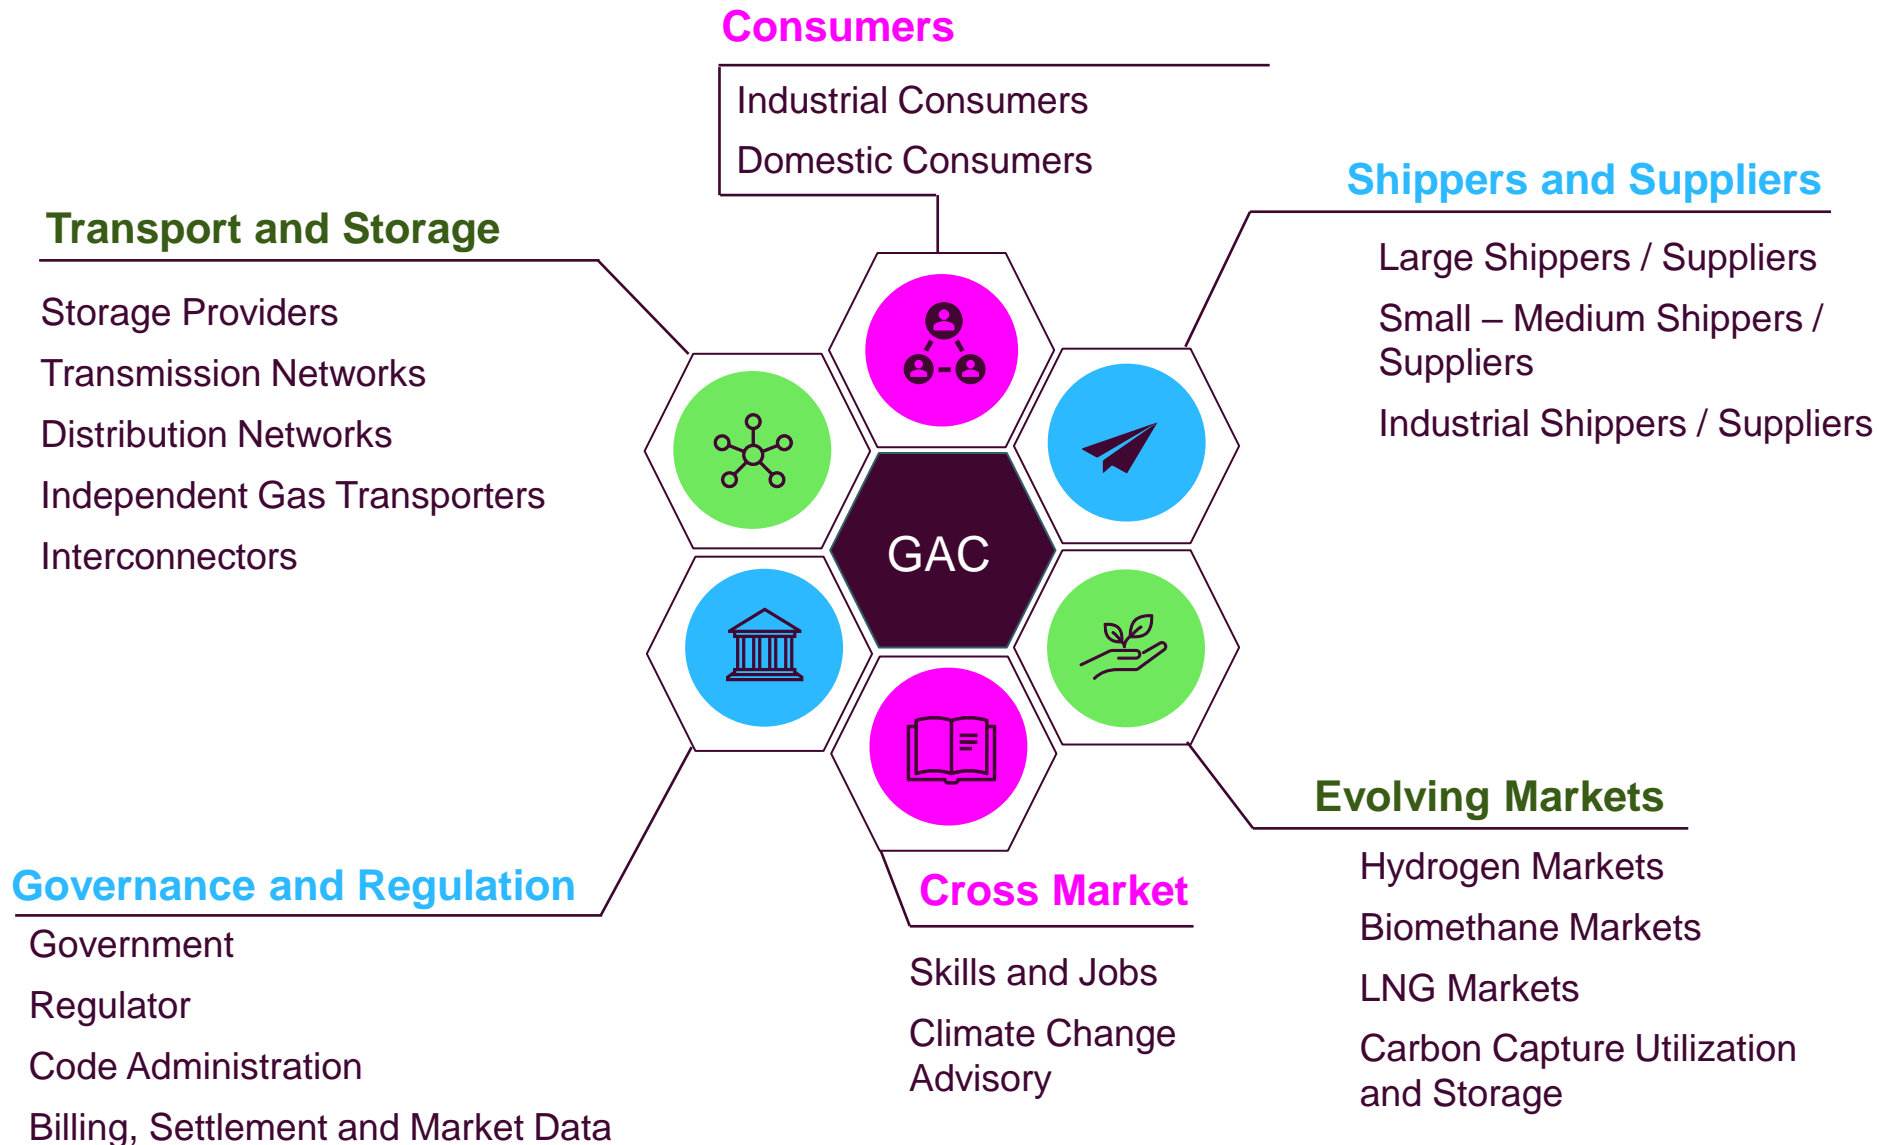 Consumers
Industrial Consumers
Domestic Consumers
Shippers and Suppliers
Large Shippers / Suppliers
Small – Medium Shippers /
Suppliers
Industrial Shippers / Suppliers
Transport and Storage
Storage Providers
Transmission Networks
Distribution Networks
Independent Gas Transporters
Interconnectors
GAC
Governance and Regulation
Government
Regulator
Code Administration
Billing, Settlement and Market Data
Cross Market
Skills and Jobs
Climate Change
Advisory
Evolving Markets
Hydrogen Markets
Biomethane Markets
LNG Markets
Carbon Capture Utilization
and Storage